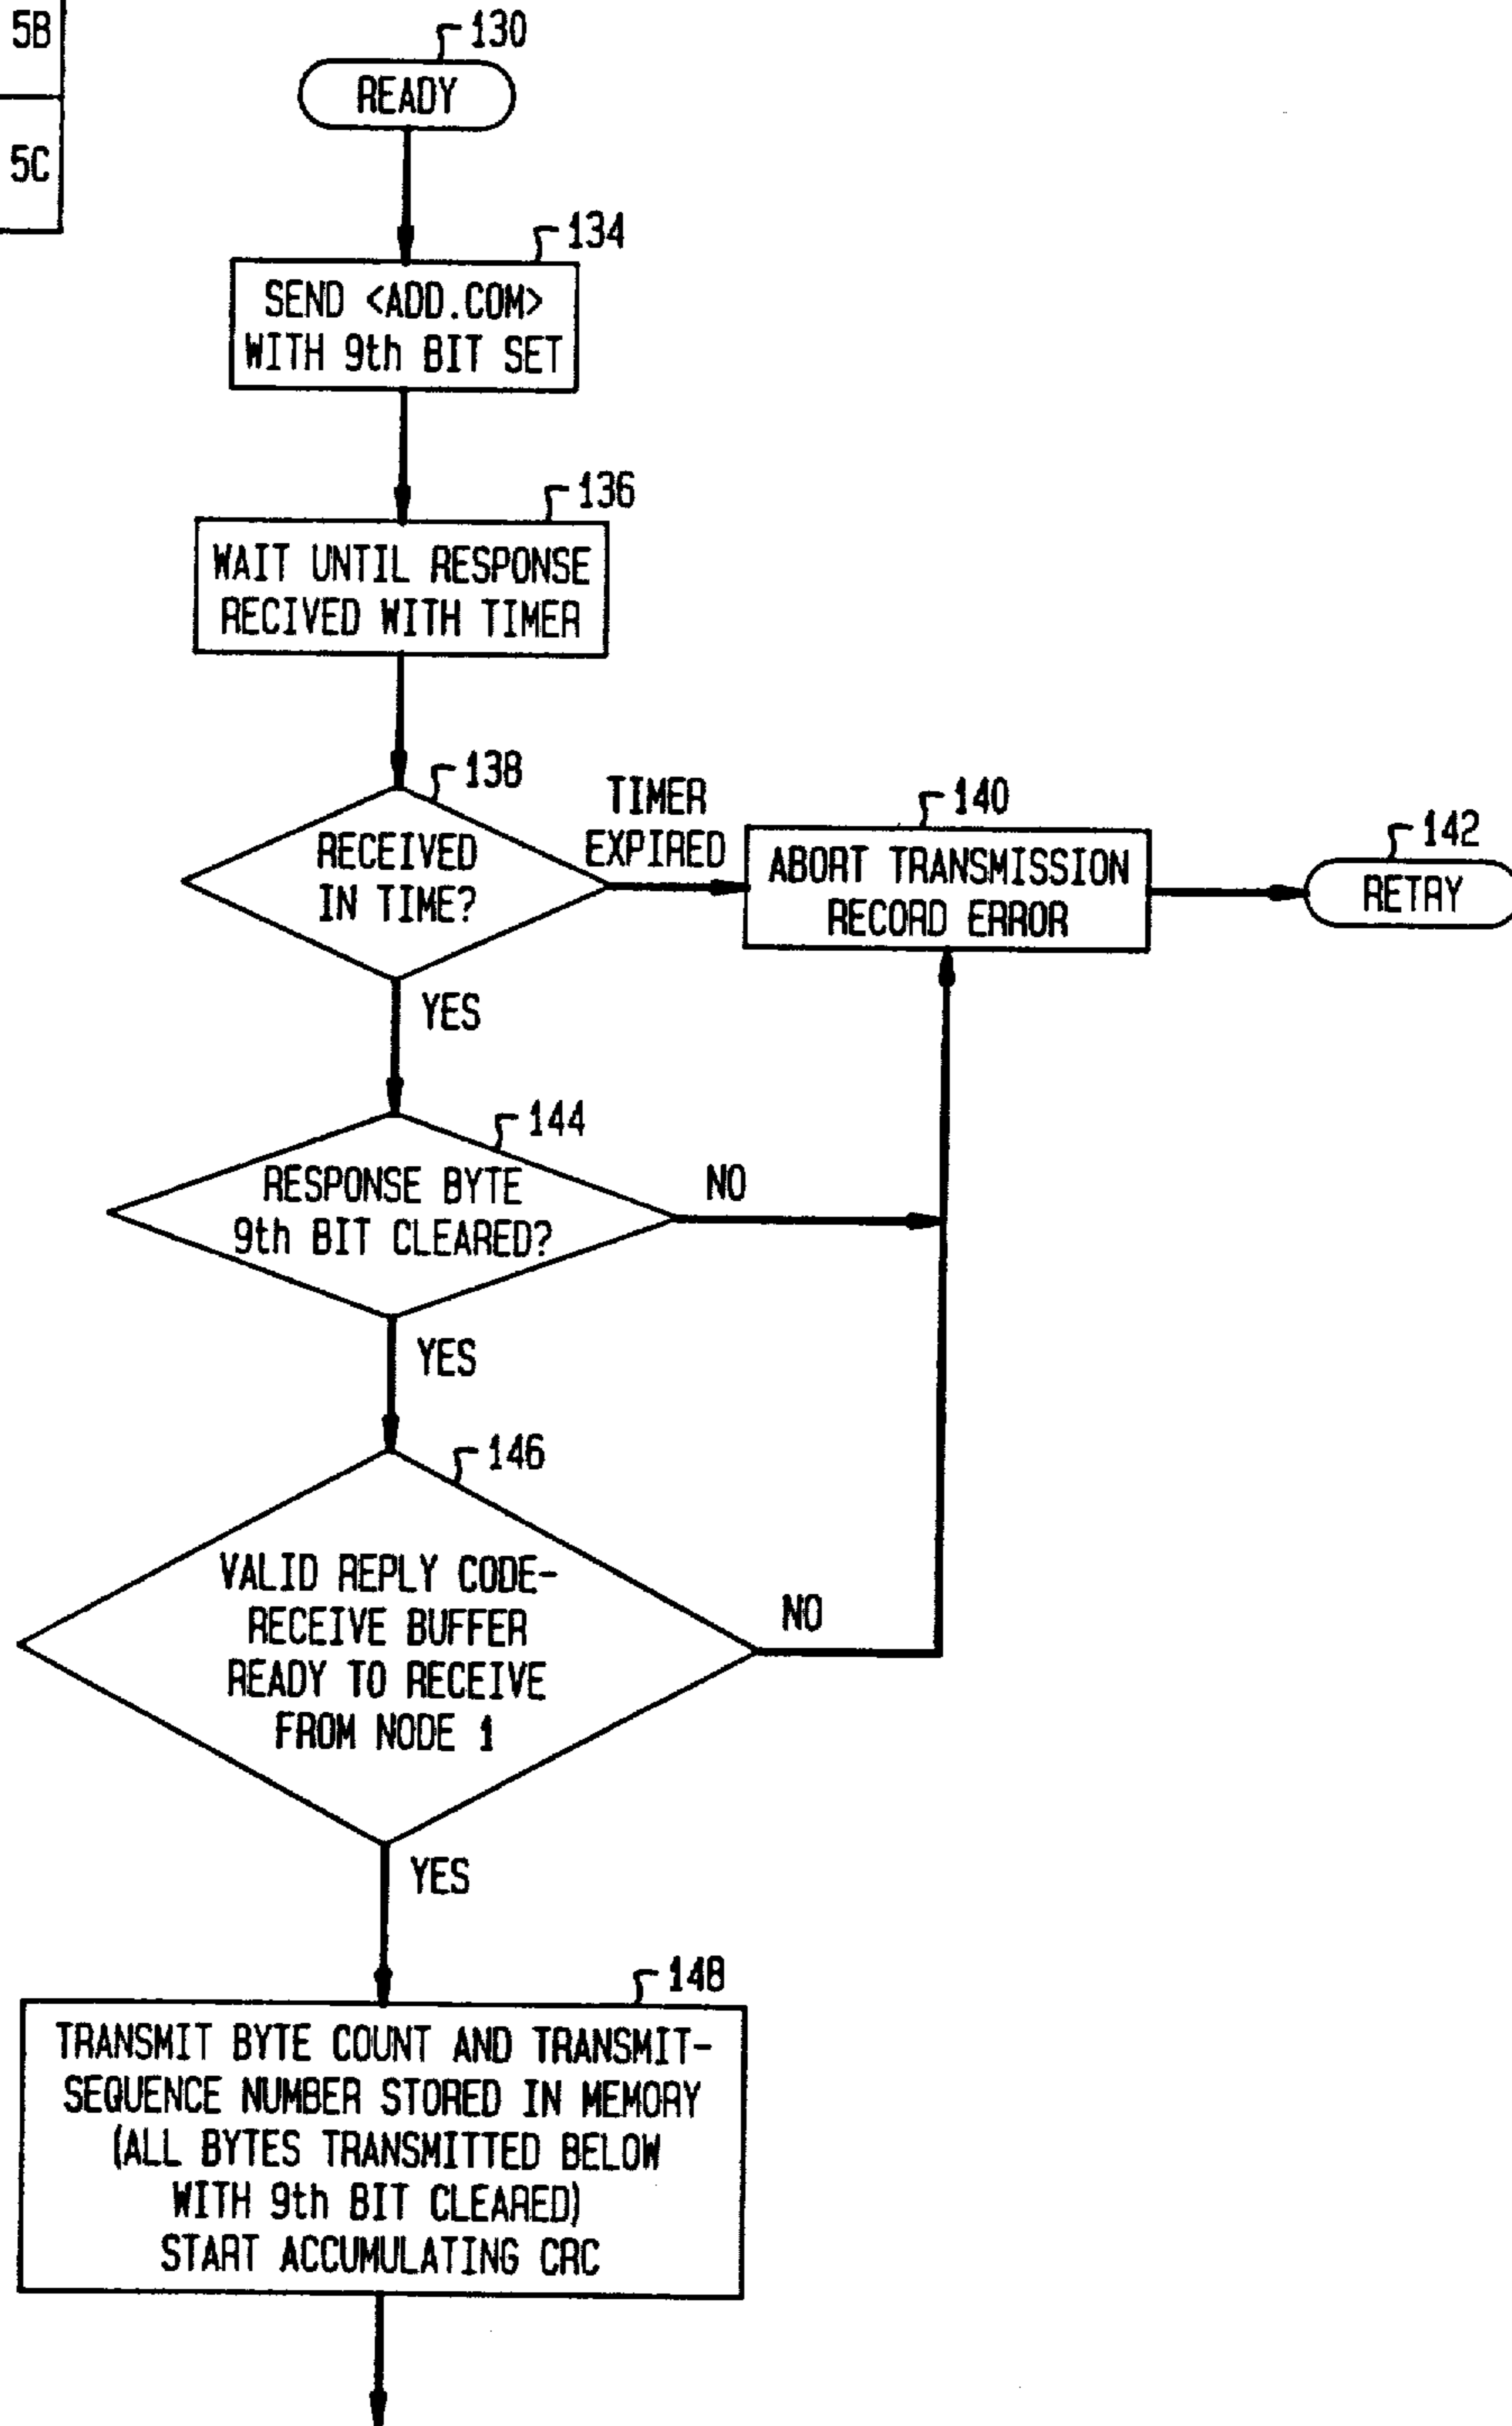 5B
5C
130
READY
134
SEND <ADD.COM>
WITH 9th BIT SET
136
WAIT UNTIL RESPONSE
RECIVED WITH TIMER
138
RECEIVED
IN TIME?
TIMER
EXPIRED
140
ABORT TRANSMISSION
RECORD ERROR
142
RETRY
YES
144
RESPONSE BYTE
9th BIT CLEARED?
NO
YES
146
VALID REPLY CODE-
RECEIVE BUFFER
READY TO RECEIVE
FROM NODE 1
NO
YES
148
TRANSMIT BYTE COUNT AND TRANSMIT-
SEQUENCE NUMBER STORED IN MEMORY
(ALL BYTES TRANSMITTED BELOW
WITH 9th BIT CLEARED)
START ACCUMULATING CRC